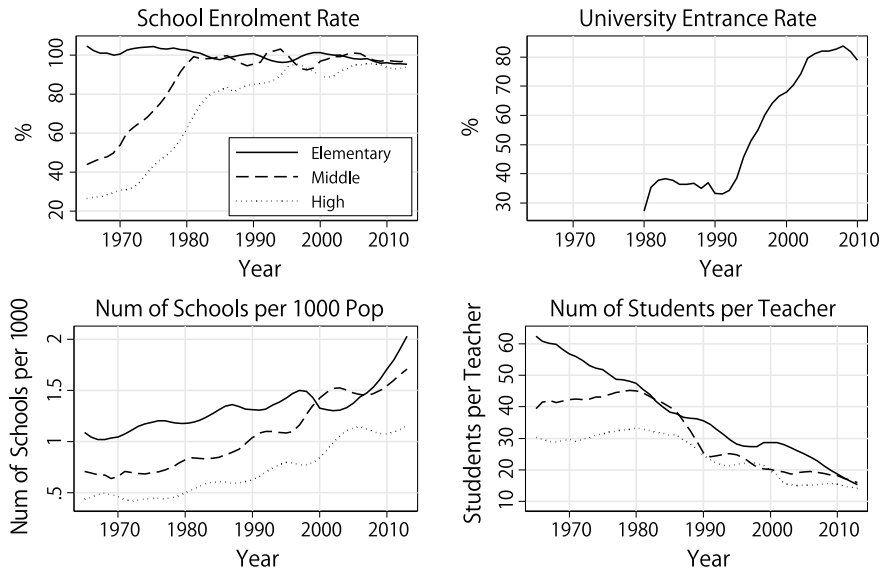 School Enrolment Rate
%
100
80
60
40
20
Elementary
Middle
High
1970 1980 1990 2000 2010
Year
University Entrance Rate
%
80
70
60
50
40
30
1970 1980 1990 2000 2010
Year
Num of Schools per 1000 Pop
Num of Schools per 1000
2
1.5
1
.5
1970 1980 1990 2000 2010
Year
Num of Students per Teacher
Studdents per Teacher
60
50
40
30
20
10
1970 1980 1990 2000 2010
Year